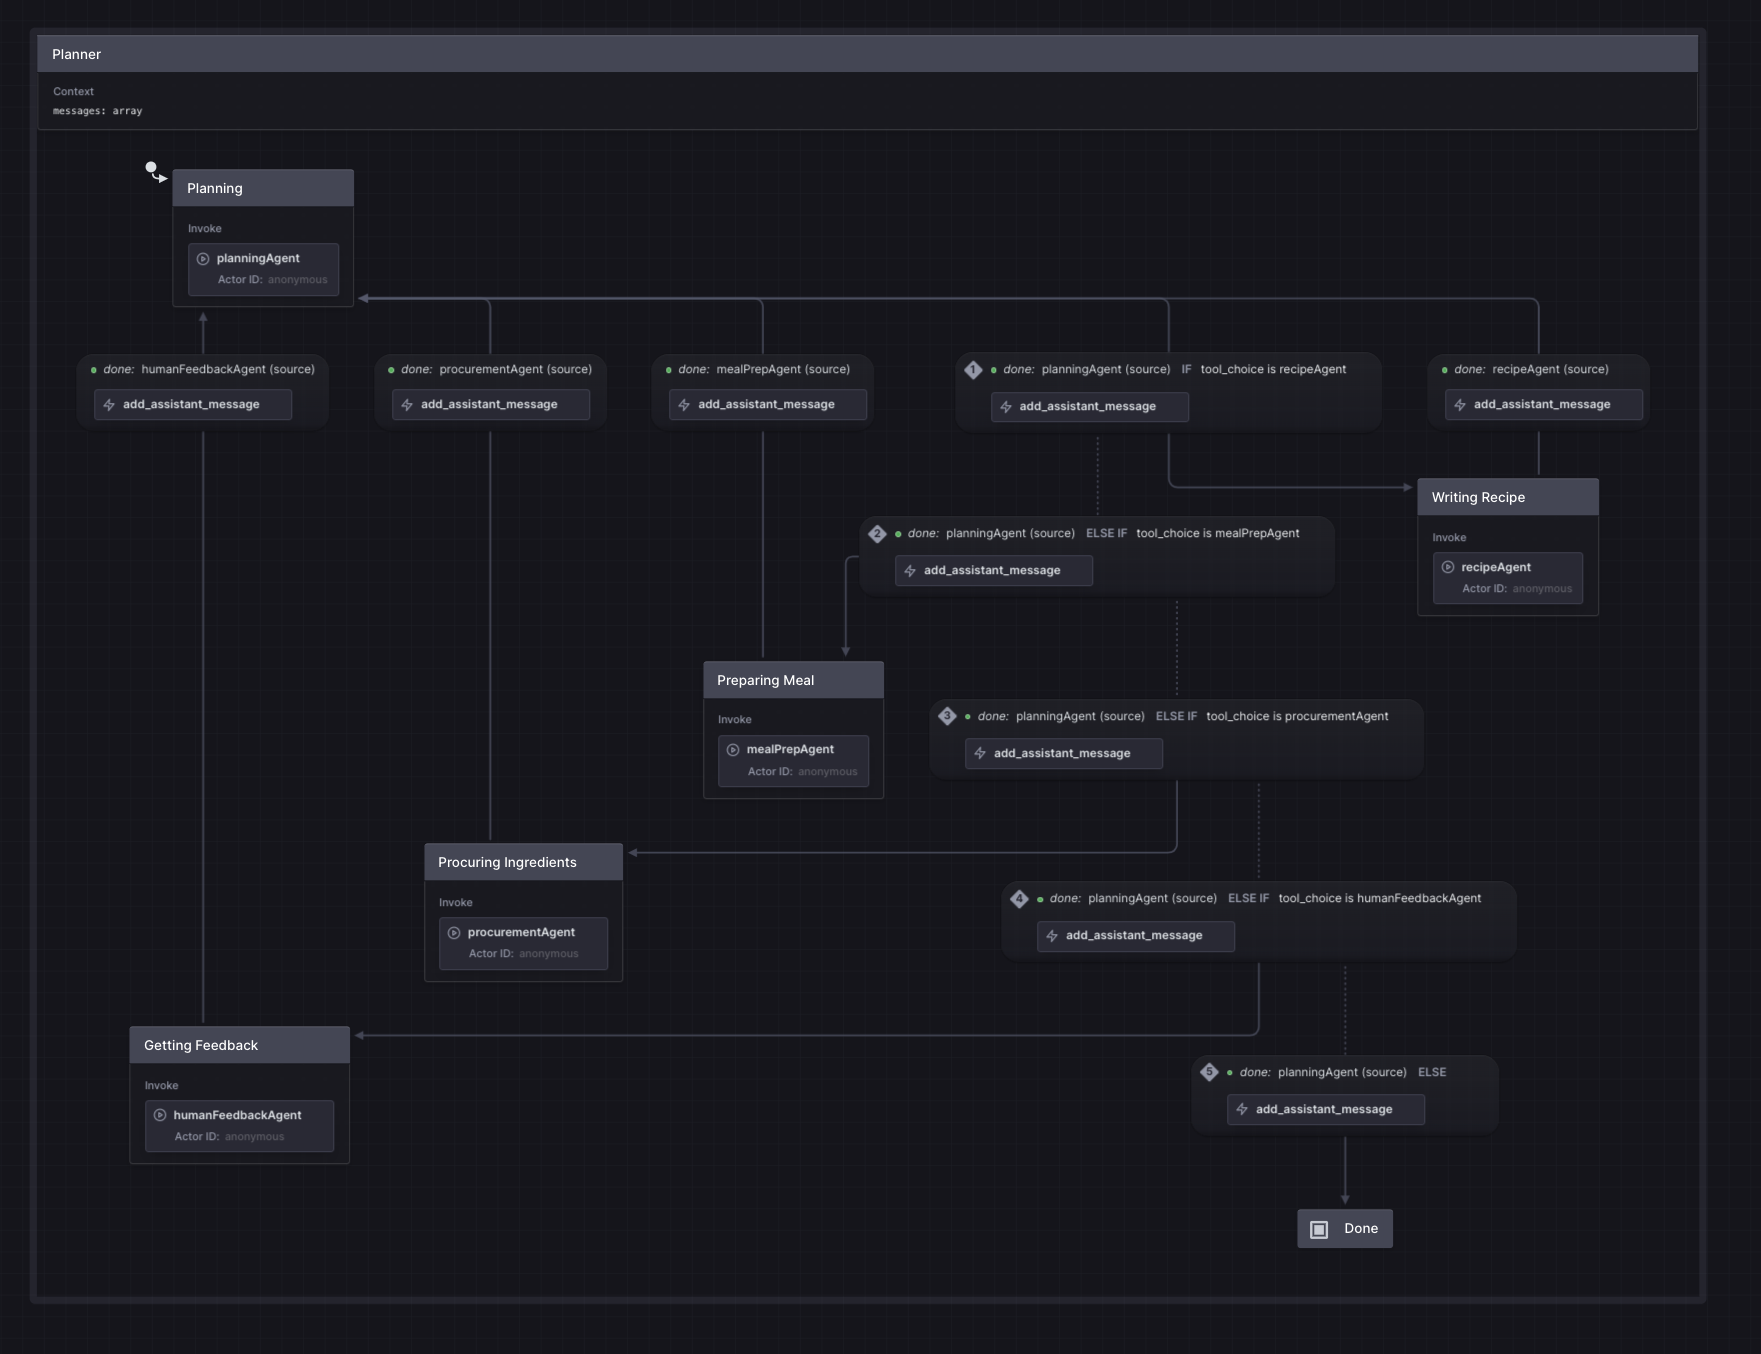 Planner
Context
messages: array
Planning
Invoke
planningAgent
Actor ID: anonymous
done: humanFeedbackAgent (source)
add_assistant_message
done: procurementAgent (source)
add_assistant_message
done: mealPrepAgent (source)
add_assistant_message
1 done: planningAgent (source) IF tool_choice is recipeAgent
add_assistant_message
done: recipeAgent (source)
add_assistant_message
Writing Recipe
Invoke
recipeAgent
Actor ID: anonymous
2 done: planningAgent (source) ELSE IF tool_choice is mealPrepAgent
add_assistant_message
Preparing Meal
Invoke
mealPrepAgent
Actor ID: anonymous
3 done: planningAgent (source) ELSE IF tool_choice is procurementAgent
add_assistant_message
Procuring Ingredients
Invoke
procurementAgent
Actor ID: anonymous
4 done: planningAgent (source) ELSE IF tool_choice is humanFeedbackAgent
add_assistant_message
Getting Feedback
Invoke
humanFeedbackAgent
Actor ID: anonymous
5 done: planningAgent (source) ELSE
add_assistant_message
Done